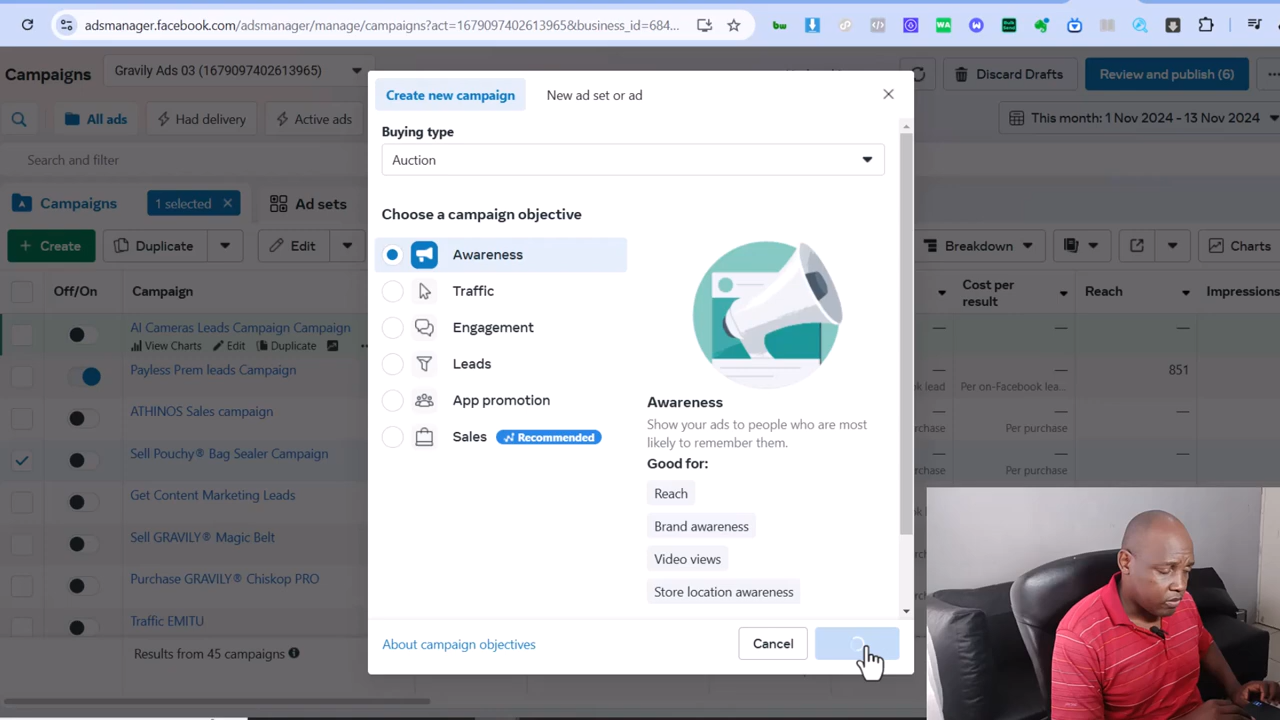 adsmanager.facebook.com/adsmanager/manage/campaigns?act=1679097402613965&business_id=684...
Campaigns
Gravily Ads 03 (1679097402613965)
Discard Drafts
Review and publish (6)
All ads
Had delivery
Active ads
This month: 1 Nov 2024 - 13 Nov 2024
Search and filter
Campaigns
1 selected
Ad sets
Create
Duplicate
Edit
Breakdown
Charts
Off/On
Campaign
Cost per result
Reach
Impressions
AI Cameras Leads Campaign Campaign
View Charts
Edit
Duplicate
Payless Prem leads Campaign
851
Per on-Facebook lea...
ATHINOS Sales campaign
Per purchase
Sell Pouchy® Bag Sealer Campaign
Per purchase
Get Content Marketing Leads
Sell GRAVILY® Magic Belt
Purchase GRAVILY® Chiskop PRO
Traffic EMITU
Results from 45 campaigns
Create new campaign
New ad set or ad
Buying type
Auction
Choose a campaign objective
Awareness
Traffic
Engagement
Leads
App promotion
Sales
Recommended
Awareness
Show your ads to people who are most
likely to remember them.
Good for:
Reach
Brand awareness
Video views
Store location awareness
About campaign objectives
Cancel